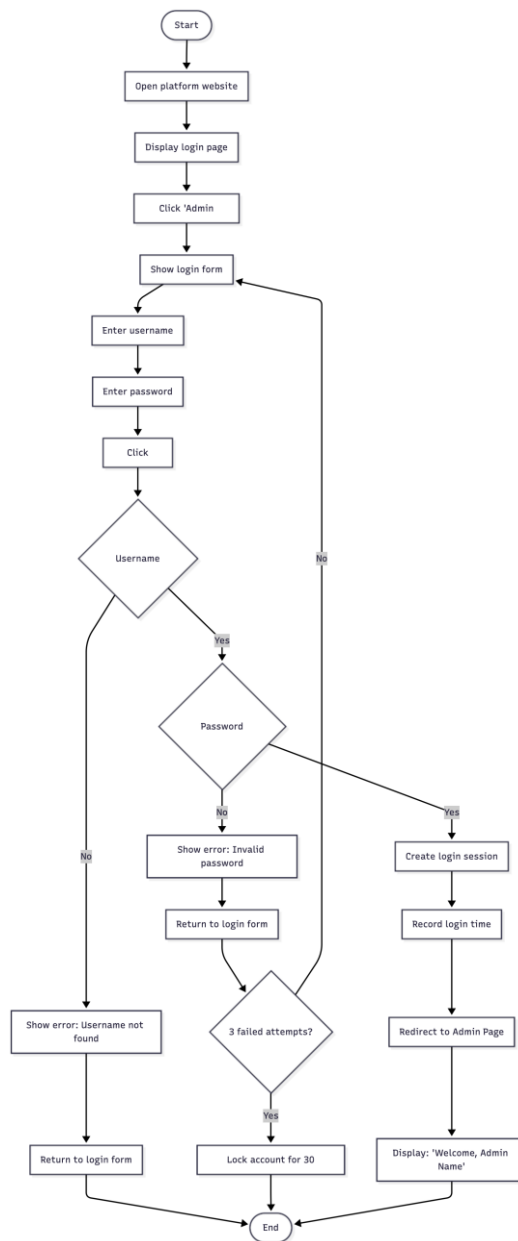 Start
Open platform website
Display login page
Click 'Admin
Show login form
Enter username
Enter password
Click
Username
No
Yes
Password
No
Yes
No
Show error: Invalid
password
Create login session
Return to login form
Record login time
Show error: Username not
found
3 failed attempts?
Redirect to Admin Page
Yes
Return to login form
Lock account for 30
Display: 'Welcome, Admin
Name'
End